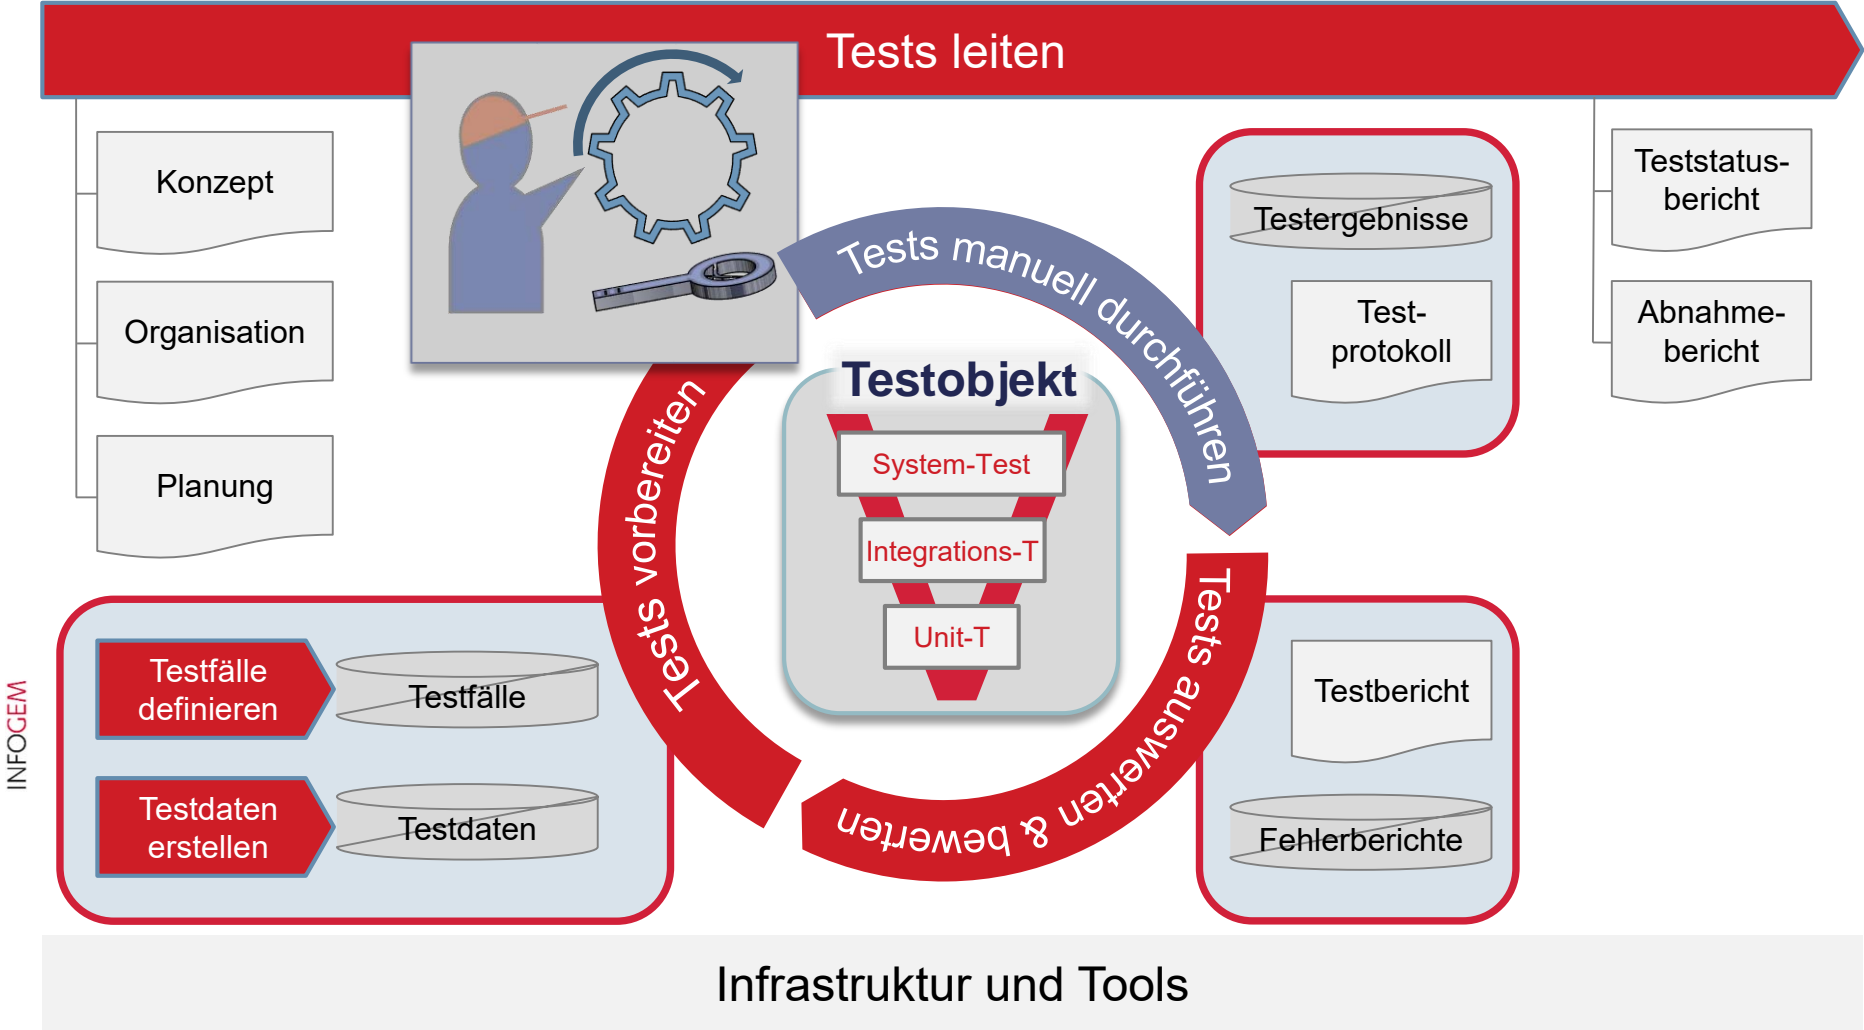 Tests leiten
Konzept
Organisation
Planung
Tests manuell durchführen
Testergebnisse
Test-
protokoll
Teststatus-
bericht
Abnahme-
bericht
Testobjekt
System-Test
Integrations-T
Unit-T
Tests vorbereiten
Tests auswerten & bewerten
Testfälle
definieren
Testfälle
Testdaten
erstellen
Testdaten
Testbericht
Fehlerberichte
INFOGEM
Infrastruktur und Tools